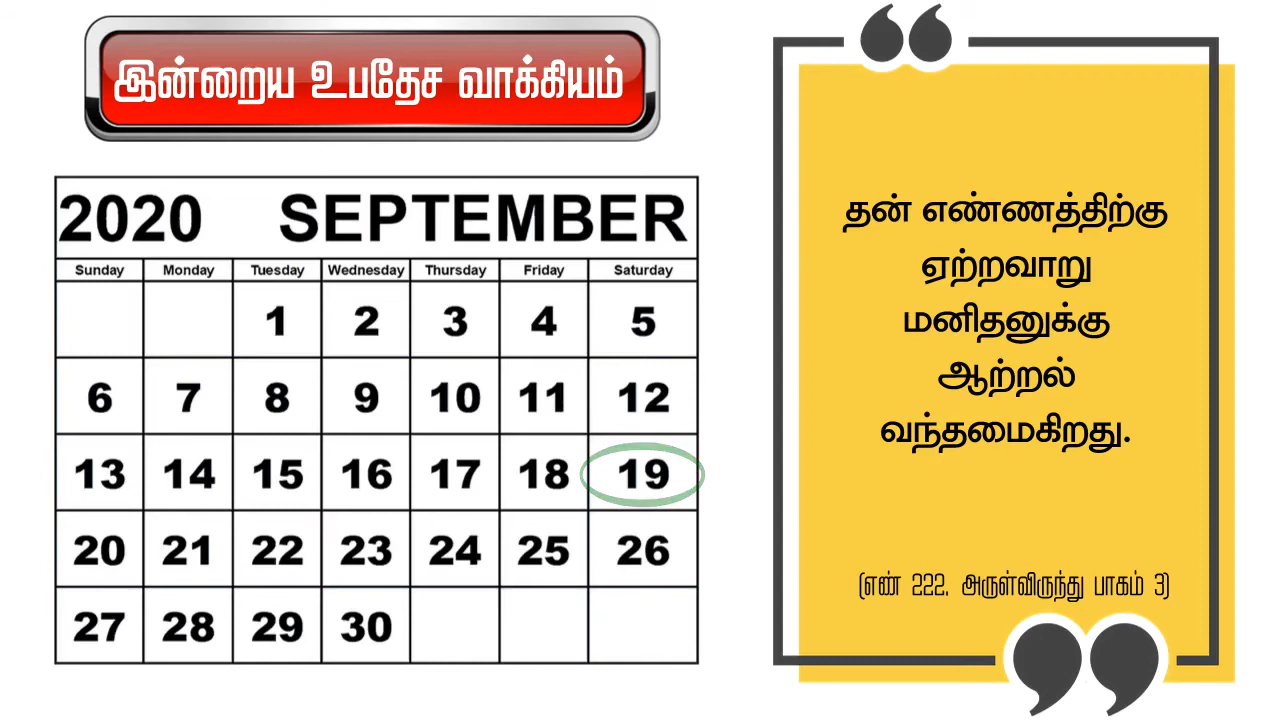 இன்றைய உபதேச வாக்கியம்
2020 SEPTEMBER
Sunday Monday Tuesday Wednesday Thursday Friday Saturday
1 2 3 4 5
6 7 8 9 10 11 12
13 14 15 16 17 18 19
20 21 22 23 24 25 26
27 28 29 30
தன் எண்ணத்திற்கு
ஏற்றவாறு
மனிதனுக்கு
ஆற்றல்
வந்தமைகிறது.
(எண் 222, அருள்விருந்து பாகம் 3)